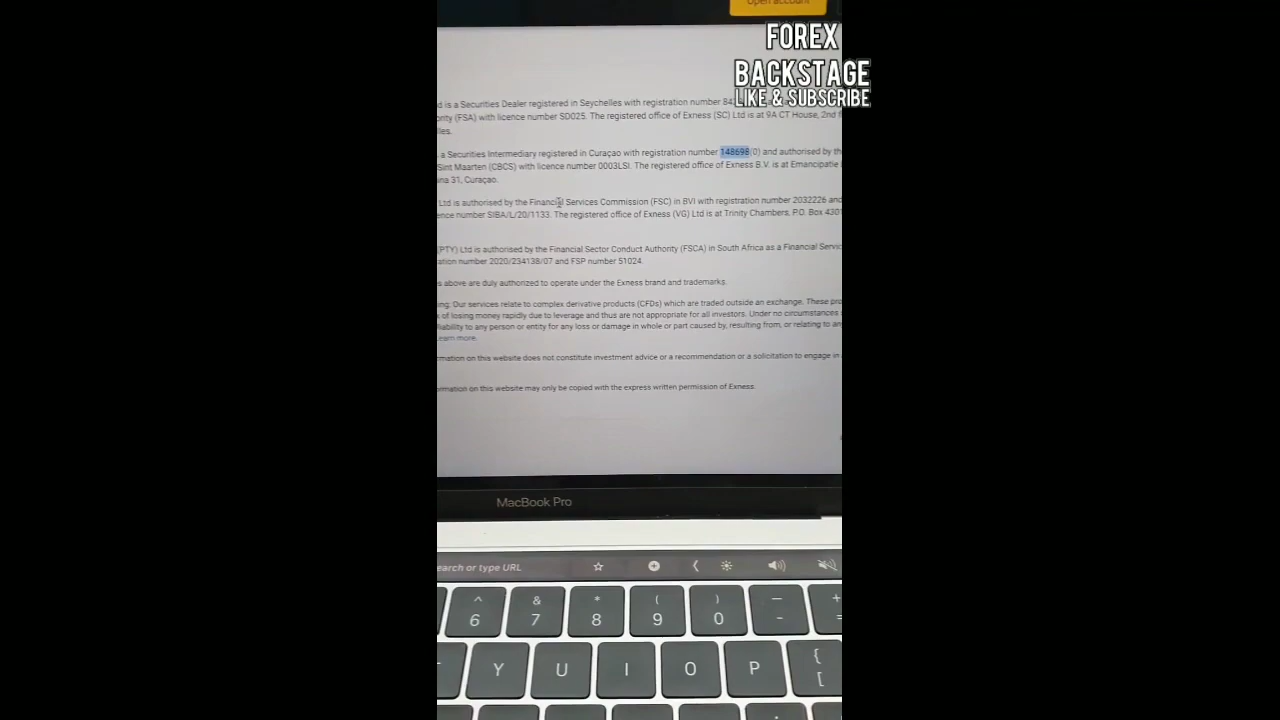 Open account
FOREX
BACKSTAGE
LIKE & SUBSCRIBE
d is a Securities Dealer registered in Seychelles with registration number
(FSA) with licence number SD025. The registered office of Exness (SC) Ltd is at 9A CT House, 2nd
a Securities Intermediary registered in Curaçao with registration number 148698(0) and authorised by
Sint Maarten (CBCS) with licence number 0003LSI. The registered office of Exness B.V. is at Emancipatie
31, Curaçao.
Ltd is authorised by the Financial Services Commission (FSC) in BVI with registration number 2032226 and
number SIBA/L/20/1133. The registered office of Exness (VG) Ltd is at Trinity Chambers, P.O. Box 4301
(PTY) Ltd is authorised by the Financial Sector Conduct Authority (FSCA) in South Africa as a Financial
number 2020/234138/07 and FSP number 51024.
s above are duly authorized to operate under the Exness brand and trademarks.
ing: Our services relate to complex derivative products (CFDs) which are traded outside an exchange. These
of losing money rapidly due to leverage and thus are not appropriate for all investors. Under no circumstances
liability to any person or entity for any loss or damage in whole or part caused by, resulting from, or relating to
earn more.
rmation on this website does not constitute investment advice or a recommendation or a solicitation to engage in
ormation on this website may only be copied with the express written permission of Exness.
MacBook Pro
earch or type URL
^ & * ( ) — +
6 7 8 9 0 - =
Y U I O P { [